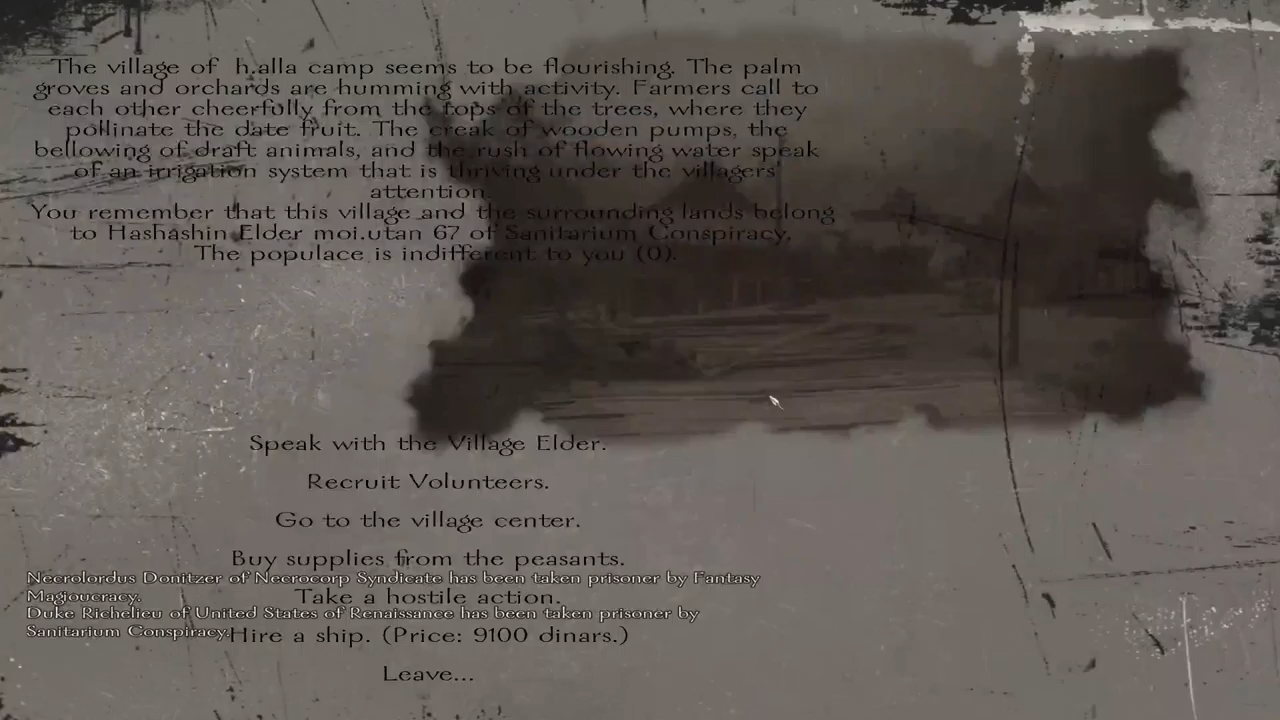 The village of  h.alla camp seems to be flourishing. The palm
groves and orchards are humming with activity. Farmers call to
each other cheerfully from the tops of the trees, where they
pollinate the date fruit. The creak of wooden pumps, the
bellowing of draft animals, and the rush of flowing water speak
of an irrigation system that is thriving under the villagers'
attention.
You remember that this village and the surrounding lands belong
to Hashashin Elder moi.utan 67 of Sanitarium Conspiracy.
The populace is indifferent to you (0).
Speak with the Village Elder.
Recruit Volunteers.
Go to the village center.
Buy supplies from the peasants.
Necrolordus Donitzer of Necrocorp Syndicate has been taken prisoner by Fantasy
Magioucracy.
Take a hostile action.
Duke Richelieu of United States of Renaissance has been taken prisoner by
Sanitarium Conspiracy.
Hire a ship. (Price: 9100 dinars.)
Leave...